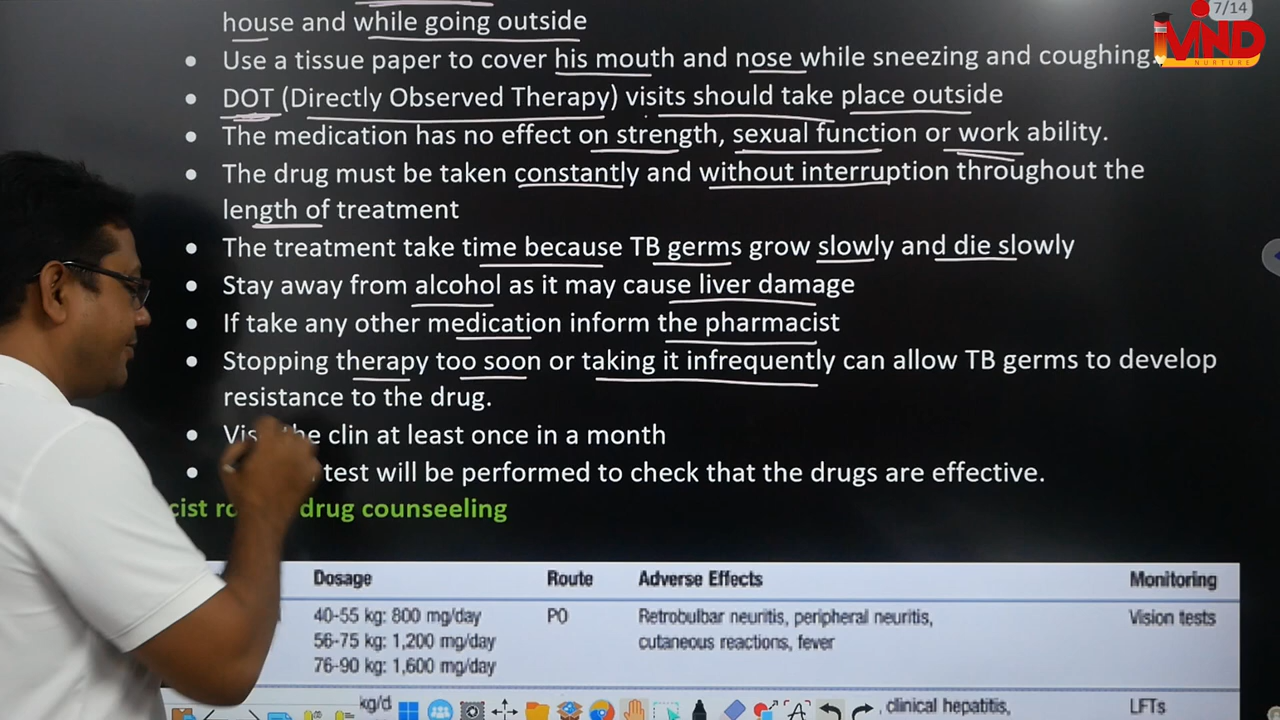 7/14
MIND
NURTURE
house and while going outside
• Use a tissue paper to cover his mouth and nose while sneezing and coughing.
• DOT (Directly Observed Therapy) visits should take place outside
• The medication has no effect on strength, sexual function or work ability.
• The drug must be taken constantly and without interruption throughout the
length of treatment
• The treatment take time because TB germs grow slowly and die slowly
• Stay away from alcohol as it may cause liver damage
• If take any other medication inform the pharmacist
• Stopping therapy too soon or taking it infrequently can allow TB germs to develop
resistance to the drug.
• clin at least once in a month
• test will be performed to check that the drugs are effective.
drug counseeling
Dosage Route Adverse Effects Monitoring
40-55 kg: 800 mg/day PO Retrobulbar neuritis, peripheral neuritis, Vision tests
56-75 kg: 1,200 mg/day cutaneous reactions, fever
76-90 kg: 1,600 mg/day
kg/d , clinical hepatitis, LFTs